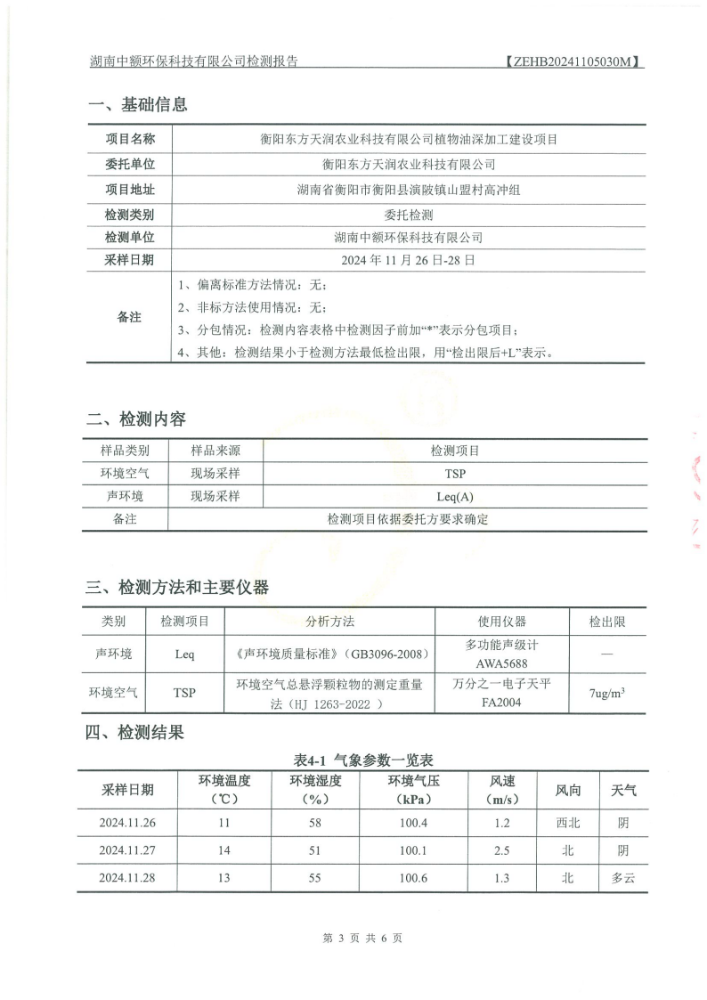 湖南中额环保科技有限公司检测报告 【ZEHB20241105030M】
一、基础信息
项目名称 衡阳东方天润农业科技有限公司植物油深加工建设项目
委托单位 衡阳东方天润农业科技有限公司
项目地址 湖南省衡阳市衡阳县演陂镇山盟村高冲组
检测类别 委托检测
检测单位 湖南中额环保科技有限公司
采样日期 2024年11月26日-28日
备注
1、偏离标准方法情况：无；
2、非标方法使用情况：无；
3、分包情况：检测内容表格中检测因子前加“*”表示分包项目；
4、其他：检测结果小于检测方法最低检出限，用“检出限后+L”表示。
二、检测内容
样品类别 样品来源 检测项目
环境空气 现场采样 TSP
声环境 现场采样 Leq(A)
备注 检测项目依据委托方要求确定
三、检测方法和主要仪器
类别 检测项目 分析方法 使用仪器 检出限
声环境 Leq 《声环境质量标准》（GB3096-2008） 多功能声级计 —
AWA5688
环境空气 TSP 环境空气总悬浮颗粒物的测定重量 万分之一电子天平 7ug/m³
法（HJ 1263-2022 ） FA2004
四、检测结果
表4-1 气象参数一览表
采样日期 环境温度 环境湿度 环境气压 风速 风向 天气
（℃） （%） （kPa） （m/s）
2024.11.26 11 58 100.4 1.2 西北 阴
2024.11.27 14 51 100.1 2.5 北 阴
2024.11.28 13 55 100.6 1.3 北 多云
第 3 页 共 6 页